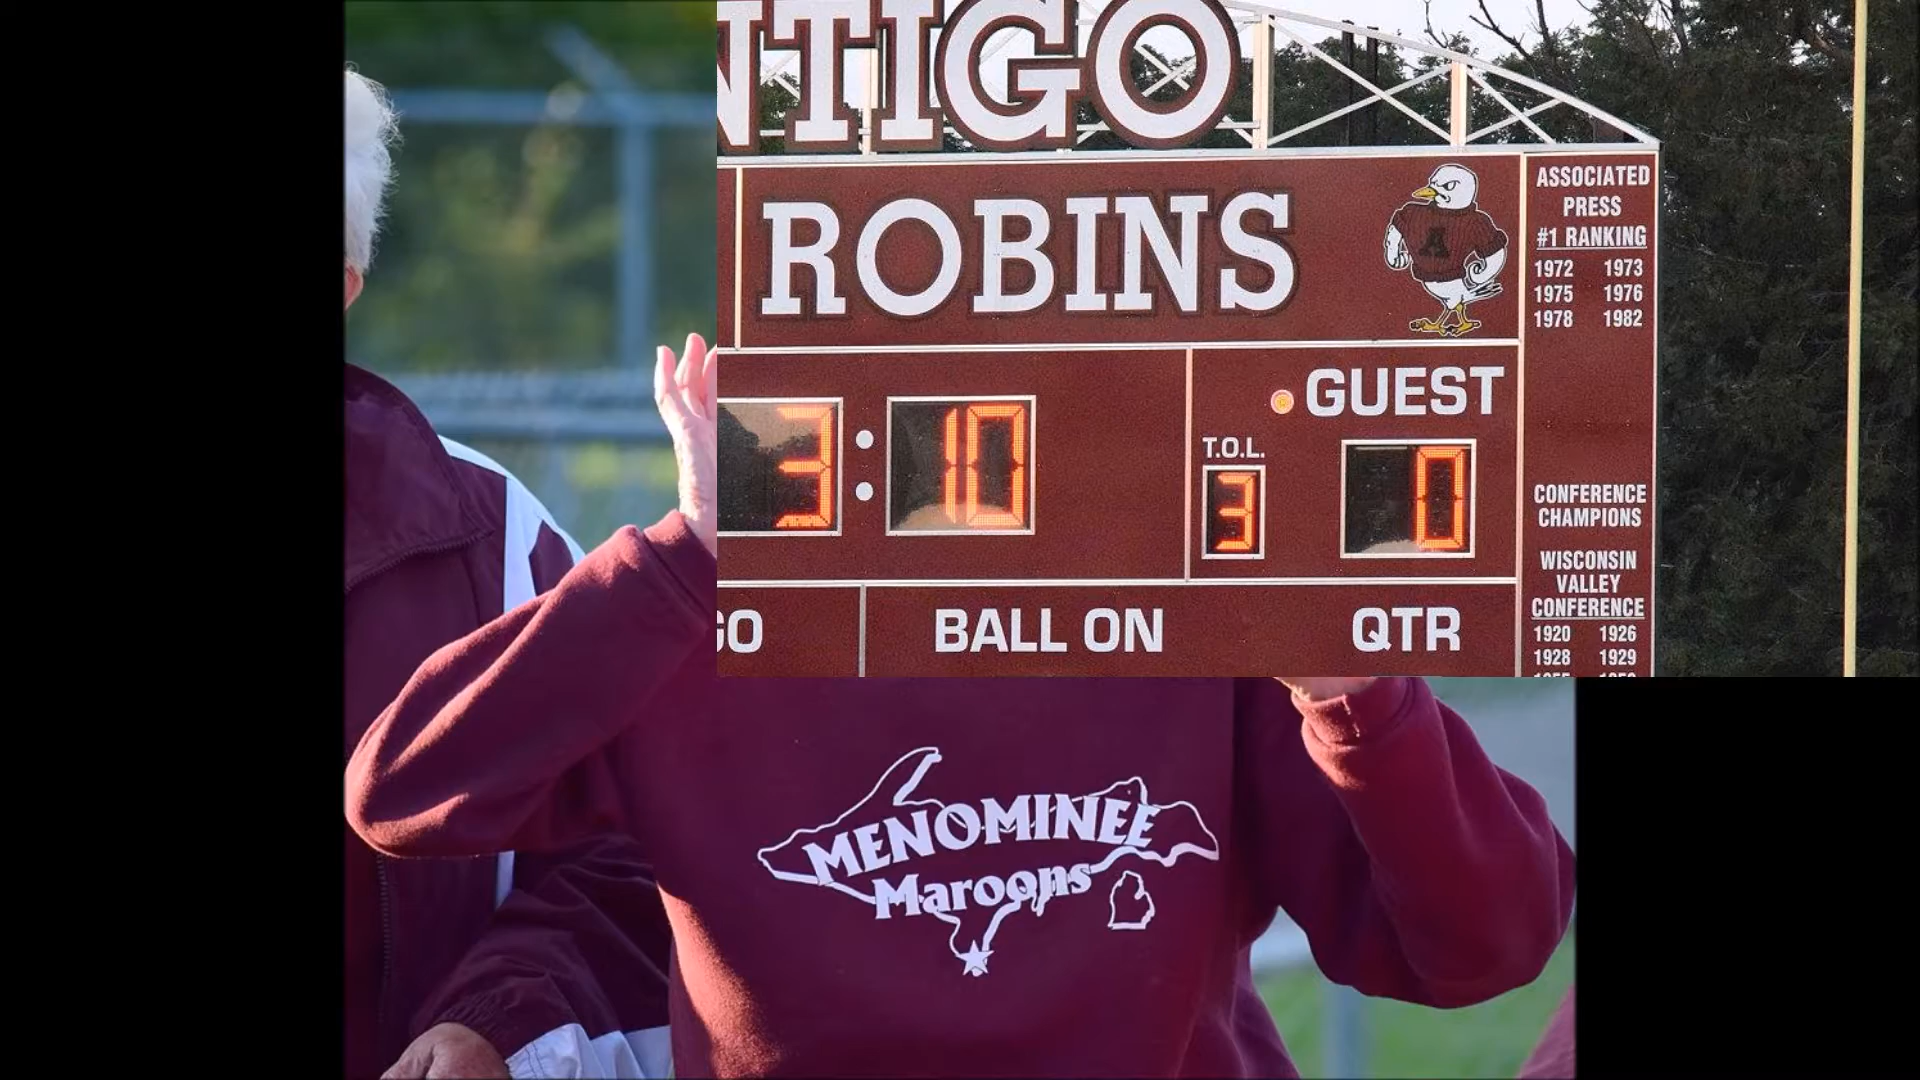 NTIGO
ROBINS
A
ASSOCIATED
PRESS
#1 RANKING
1972 1973
1975 1976
1978 1982
GUEST
T.O.L.
3 : 10
3
0
CONFERENCE
CHAMPIONS
WISCONSIN
VALLEY
CONFERENCE
1920 1926
1928 1929
GO
BALL ON
QTR
MENOMINEE
Maroons